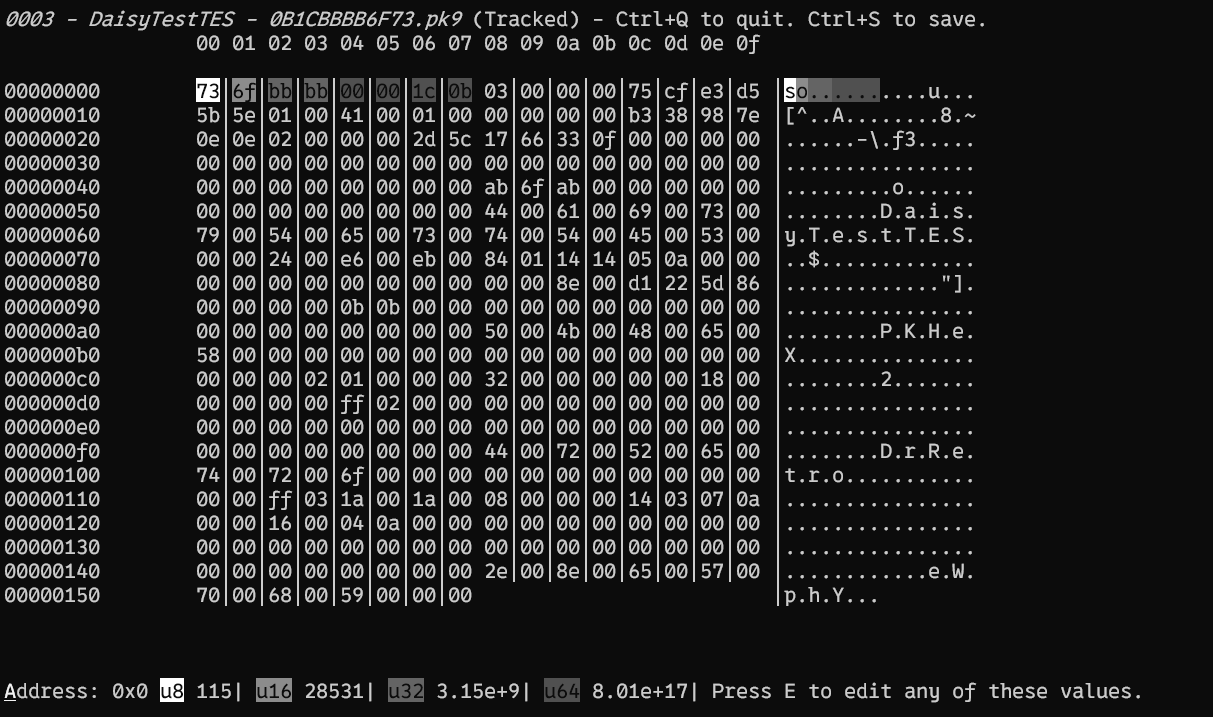 0003 - DaisyTestTES - 0B1CBBBB6F73.pk9 (Tracked) - Ctrl+Q to quit. Ctrl+S to save.
00 01 02 03 04 05 06 07 08 09 0a 0b 0c 0d 0e 0f
00000000 73 6f bb bb 00 00 1c 0b 03 00 00 00 75 cf e3 d5 so..........u...
00000010 5b 5e 01 00 41 00 01 00 00 00 00 00 b3 38 98 7e [^..A........8.~
00000020 0e 0e 02 00 00 00 2d 5c 17 66 33 0f 00 00 00 00 ......-\.f3.....
00000030 00 00 00 00 00 00 00 00 00 00 00 00 00 00 00 00 ................
00000040 00 00 00 00 00 00 00 00 ab 6f ab 00 00 00 00 00 .........o......
00000050 00 00 00 00 00 00 00 00 44 00 61 00 69 00 73 00 ........D.a.i.s.
00000060 79 00 54 00 65 00 73 00 74 00 54 00 45 00 53 00 y.T.e.s.t.T.E.S.
00000070 00 00 24 00 e6 00 eb 00 84 01 14 14 05 0a 00 00 ..$.............
00000080 00 00 00 00 00 00 00 00 00 00 8e 00 d1 22 5d 86 ............."].
00000090 00 00 00 00 0b 0b 00 00 00 00 00 00 00 00 00 00 ................
000000a0 00 00 00 00 00 00 00 00 50 00 4b 00 48 00 65 00 ........P.K.H.e.
000000b0 58 00 00 00 00 00 00 00 00 00 00 00 00 00 00 00 X...............
000000c0 00 00 00 02 01 00 00 00 32 00 00 00 00 00 18 00 ........2.......
000000d0 00 00 00 00 ff 02 00 00 00 00 00 00 00 00 00 00 ................
000000e0 00 00 00 00 00 00 00 00 00 00 00 00 00 00 00 00 ................
000000f0 00 00 00 00 00 00 00 00 44 00 72 00 52 00 65 00 ........D.r.R.e.
00000100 74 00 72 00 6f 00 00 00 00 00 00 00 00 00 00 00 t.r.o...........
00000110 00 00 ff 03 1a 00 1a 00 08 00 00 00 14 03 07 0a ................
00000120 00 00 16 00 04 0a 00 00 00 00 00 00 00 00 00 00 ................
00000130 00 00 00 00 00 00 00 00 00 00 00 00 00 00 00 00 ................
00000140 00 00 00 00 00 00 00 00 2e 00 8e 00 65 00 57 00 ............e.W.
00000150 70 00 68 00 59 00 00 00 p.h.Y...
Address: 0x0 u8 115| u16 28531| u32 3.15e+9| u64 8.01e+17| Press E to edit any of these values.